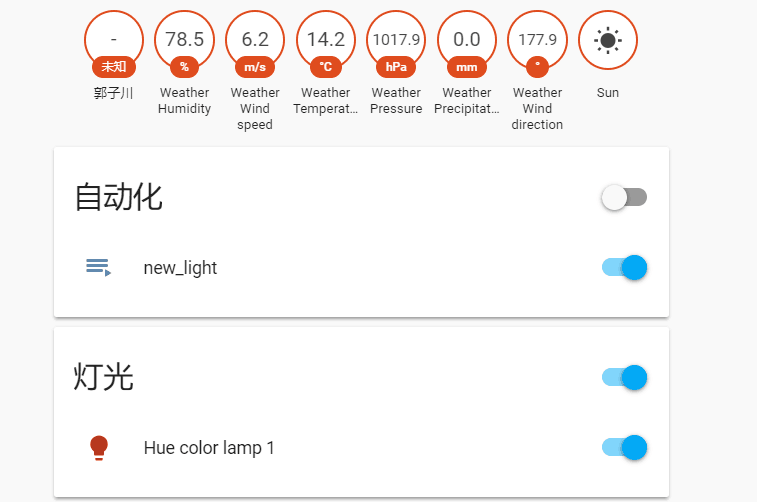 - 78.5 6.2 14.2 1017.9 0.0 177.9
未知 % m/s °C hPa mm °
郭子川 Weather Weather Weather Weather Weather Weather Sun
Humidity Wind Temperat… Pressure Precipitat… Wind
speed direction
自动化
new_light
灯光
Hue color lamp 1